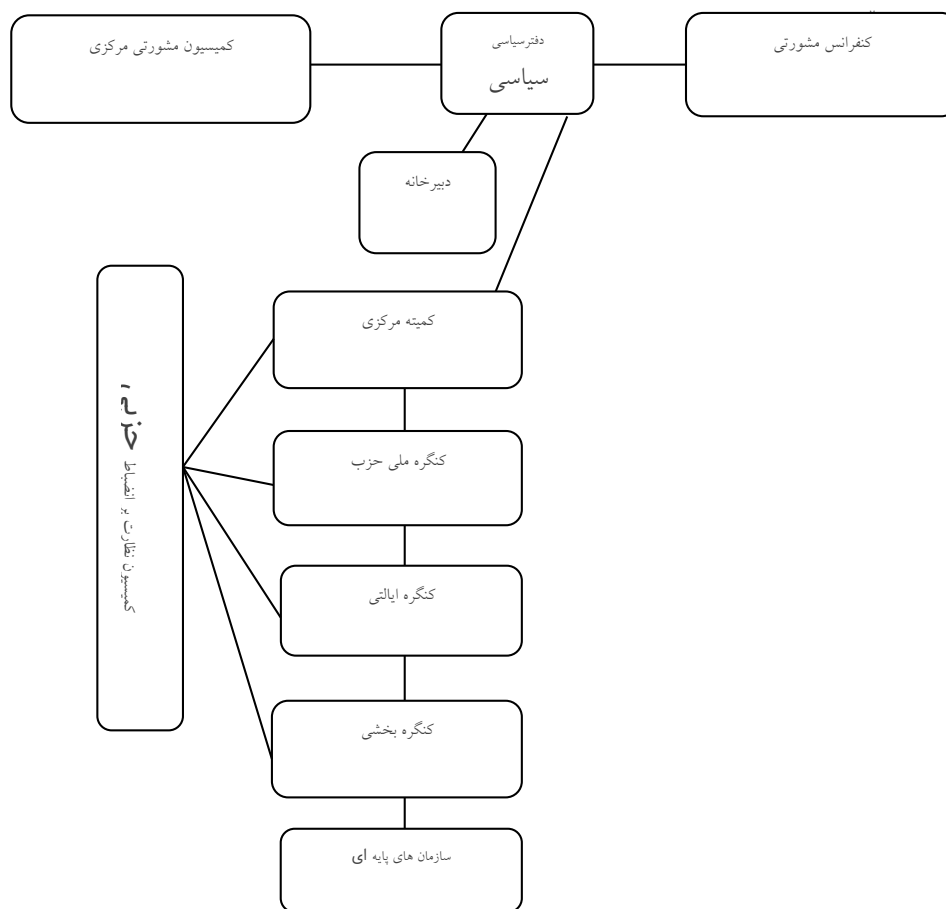 کنفرانس مشورتی
دفترسیاسی
سیاسی
کمیسیون مشورتی مرکزی
دبیرخانه
کمیته مرکزی
کنگره ملی حزب
کنگره ایالتی
کنگره بخشی
سازمان های پایه ای
حزبی،
کمیسیون نظارت بر انضباط